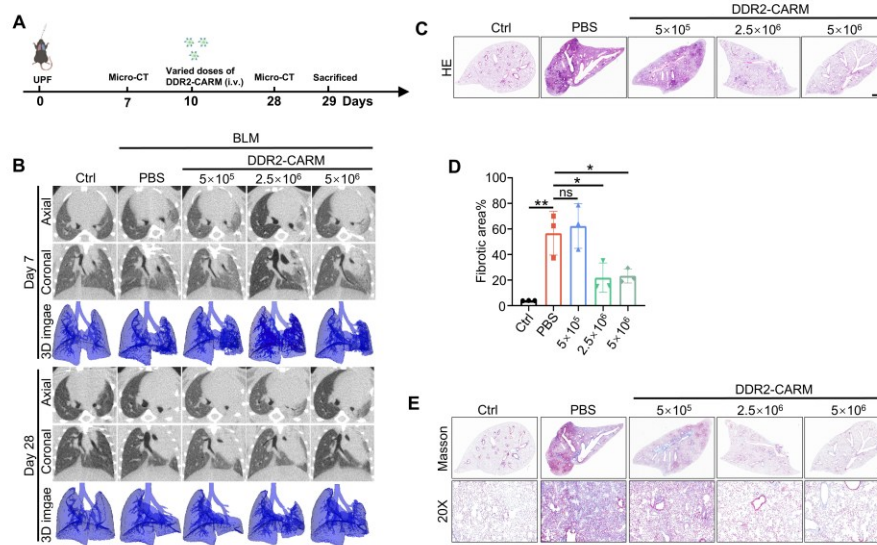 A
UPF
Micro-CT
Varied doses of
DDR2-CARM (i.v.)
Micro-CT
Sacrificed
0
7
10
28
29
Days
B
BLM
DDR2-CARM
Ctrl
PBS
5×10⁵
2.5×10⁶
5×10⁶
Day 7
Axial
Coronal
3D imgae
Day 28
Axial
Coronal
3D imgae
C
DDR2-CARM
Ctrl
PBS
5×10⁵
2.5×10⁶
5×10⁶
HE
D
Fibrotic area%
100
80
60
40
20
0
**
ns
*
*
Ctrl
PBS
5×10⁵
2.5×10⁶
5×10⁶
E
DDR2-CARM
Ctrl
PBS
5×10⁵
2.5×10⁶
5×10⁶
Masson
20X